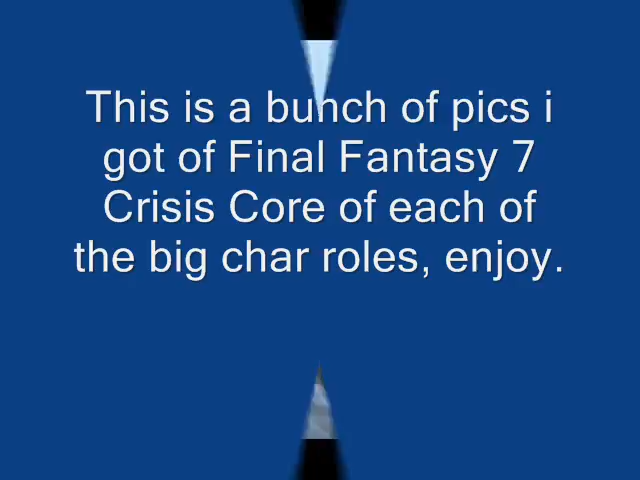 This is a bunch of pics i
got of Final Fantasy 7
Crisis Core of each of
the big char roles, enjoy.